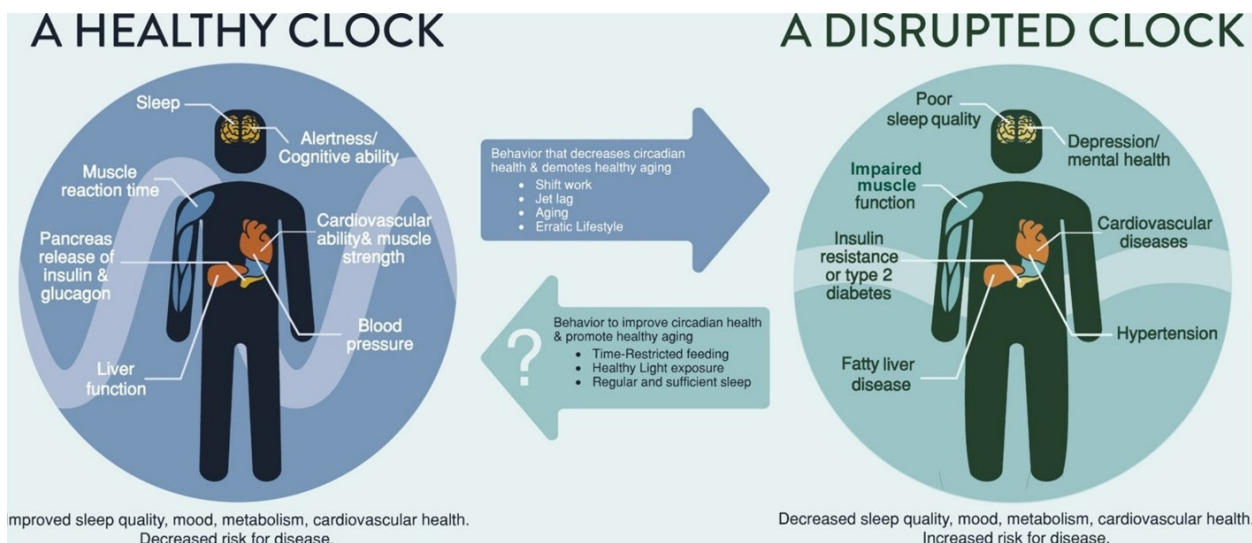 A HEALTHY CLOCK
Sleep
Alertness/
Cognitive ability
Muscle
reaction time
Cardiovascular
ability& muscle
strength
Pancreas
release of
insulin &
glucagon
Blood
pressure
Liver
function
Improved sleep quality, mood, metabolism, cardiovascular health.
Decreased risk for disease.
Behavior that decreases circadian
health & demotes healthy aging
• Shift work
• Jet lag
• Aging
• Erratic Lifestyle
?
Behavior to improve circadian health
& promote healthy aging
• Time-Restricted feeding
• Healthy Light exposure
• Regular and sufficient sleep
A DISRUPTED CLOCK
Poor
sleep quality
Depression/
mental health
Impaired
muscle
function
Cardiovascular
diseases
Insulin
resistance
or type 2
diabetes
Hypertension
Fatty liver
disease
Decreased sleep quality, mood, metabolism, cardiovascular health.
Increased risk for disease.